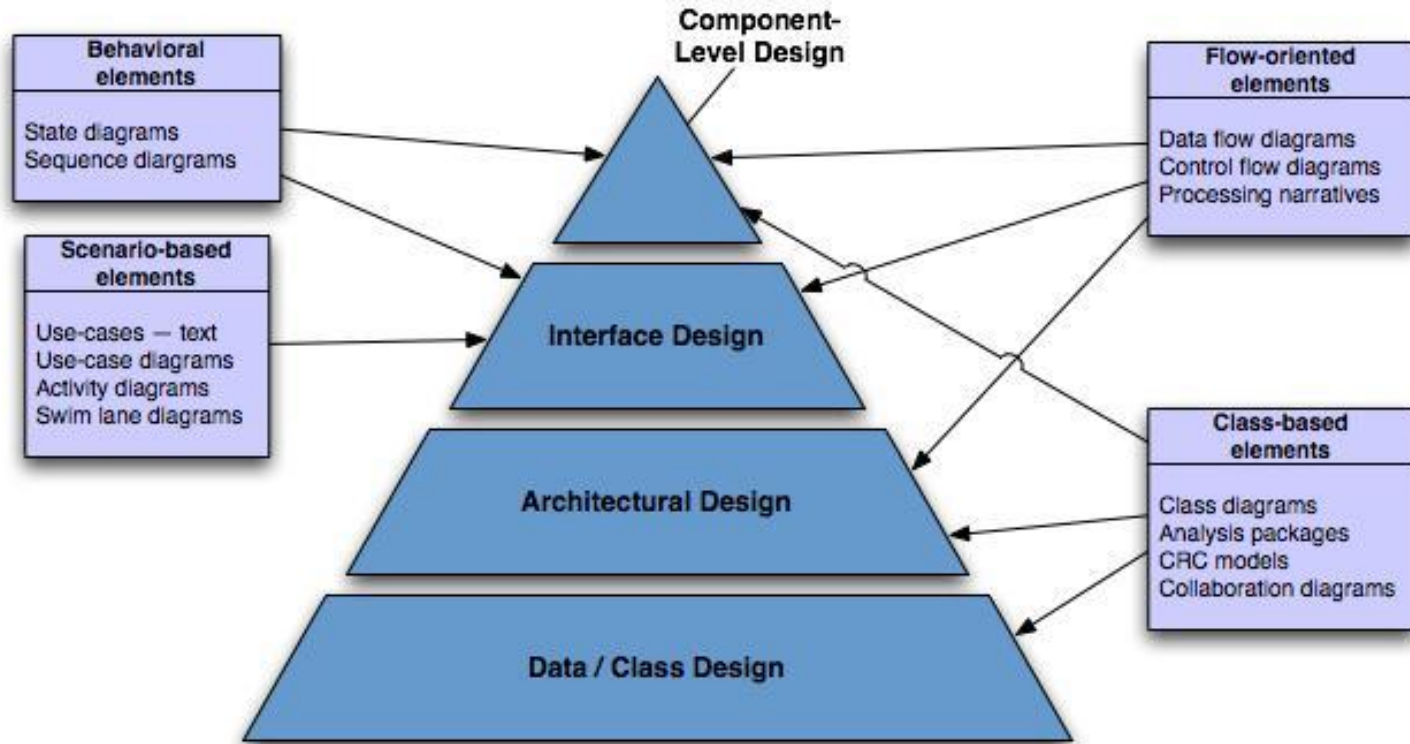 Component-
Level Design
Behavioral
elements
State diagrams
Sequence diargrams
Scenario-based
elements
Use-cases — text
Use-case diagrams
Activity diagrams
Swim lane diagrams
Flow-oriented
elements
Data flow diagrams
Control flow diagrams
Processing narratives
Class-based
elements
Class diagrams
Analysis packages
CRC models
Collaboration diagrams
Interface Design
Architectural Design
Data / Class Design